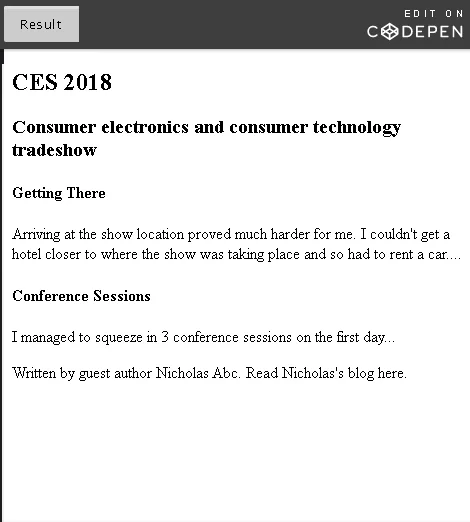 Result
EDIT ON
CODEPEN
CES 2018
Consumer electronics and consumer technology
tradeshow
Getting There
Arriving at the show location proved much harder for me. I couldn't get a
hotel closer to where the show was taking place and so had to rent a car....
Conference Sessions
I managed to squeeze in 3 conference sessions on the first day...
Written by guest author Nicholas Abc. Read Nicholas's blog here.